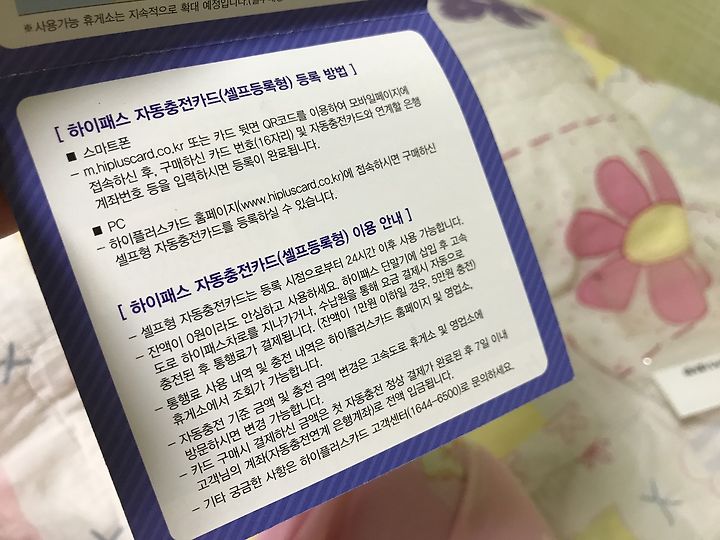 ※ 사용가능 휴게소는 지속적으로 확대 예정입니다.
[ 하이패스 자동충전카드(셀프등록형) 등록 방법 ]
■ 스마트폰
- m.hipluscard.co.kr 또는 카드 뒷면 QR코드를 이용하여 모바일페이지에
접속하신 후, 구매하신 카드 번호(16자리) 및 자동충전카드와 연계할 은행
계좌번호 등을 입력하시면 등록이 완료됩니다.
■ PC
- 하이플러스카드 홈페이지(www.hipluscard.co.kr)에 접속하시면 구매하신
셀프형 자동충전카드를 등록하실 수 있습니다.
[ 하이패스 자동충전카드(셀프등록형) 이용 안내 ]
- 셀프형 자동충전카드는 등록 시점으로부터 24시간 이후 사용 가능합니다.
- 잔액이 0원이라도 안심하고 사용하세요. 하이패스 단말기에 삽입 후 고속
도로 하이패스차로를 지나가거나, 수납원을 통해 요금 결제시 자동으로
충전된 후 통행료가 결제됩니다. (잔액이 1만원 이하일 경우, 5만원 충전)
- 통행료 사용 내역 및 충전 내역은 하이플러스카드 홈페이지 및 영업소,
휴게소에서 조회가 가능합니다.
- 자동충전 기준 금액 및 충전 금액 변경은 고속도로 휴게소 및 영업소에
방문하시면 변경 가능합니다.
- 카드 구매시 결제하신 금액은 첫 자동충전 정상 결제가 완료된 후 7일 이내
고객님의 계좌(자동충전연계 은행계좌)로 전액 입금됩니다.
- 기타 궁금한 사항은 하이플러스카드 고객센터(1644-6500)로 문의하세요.